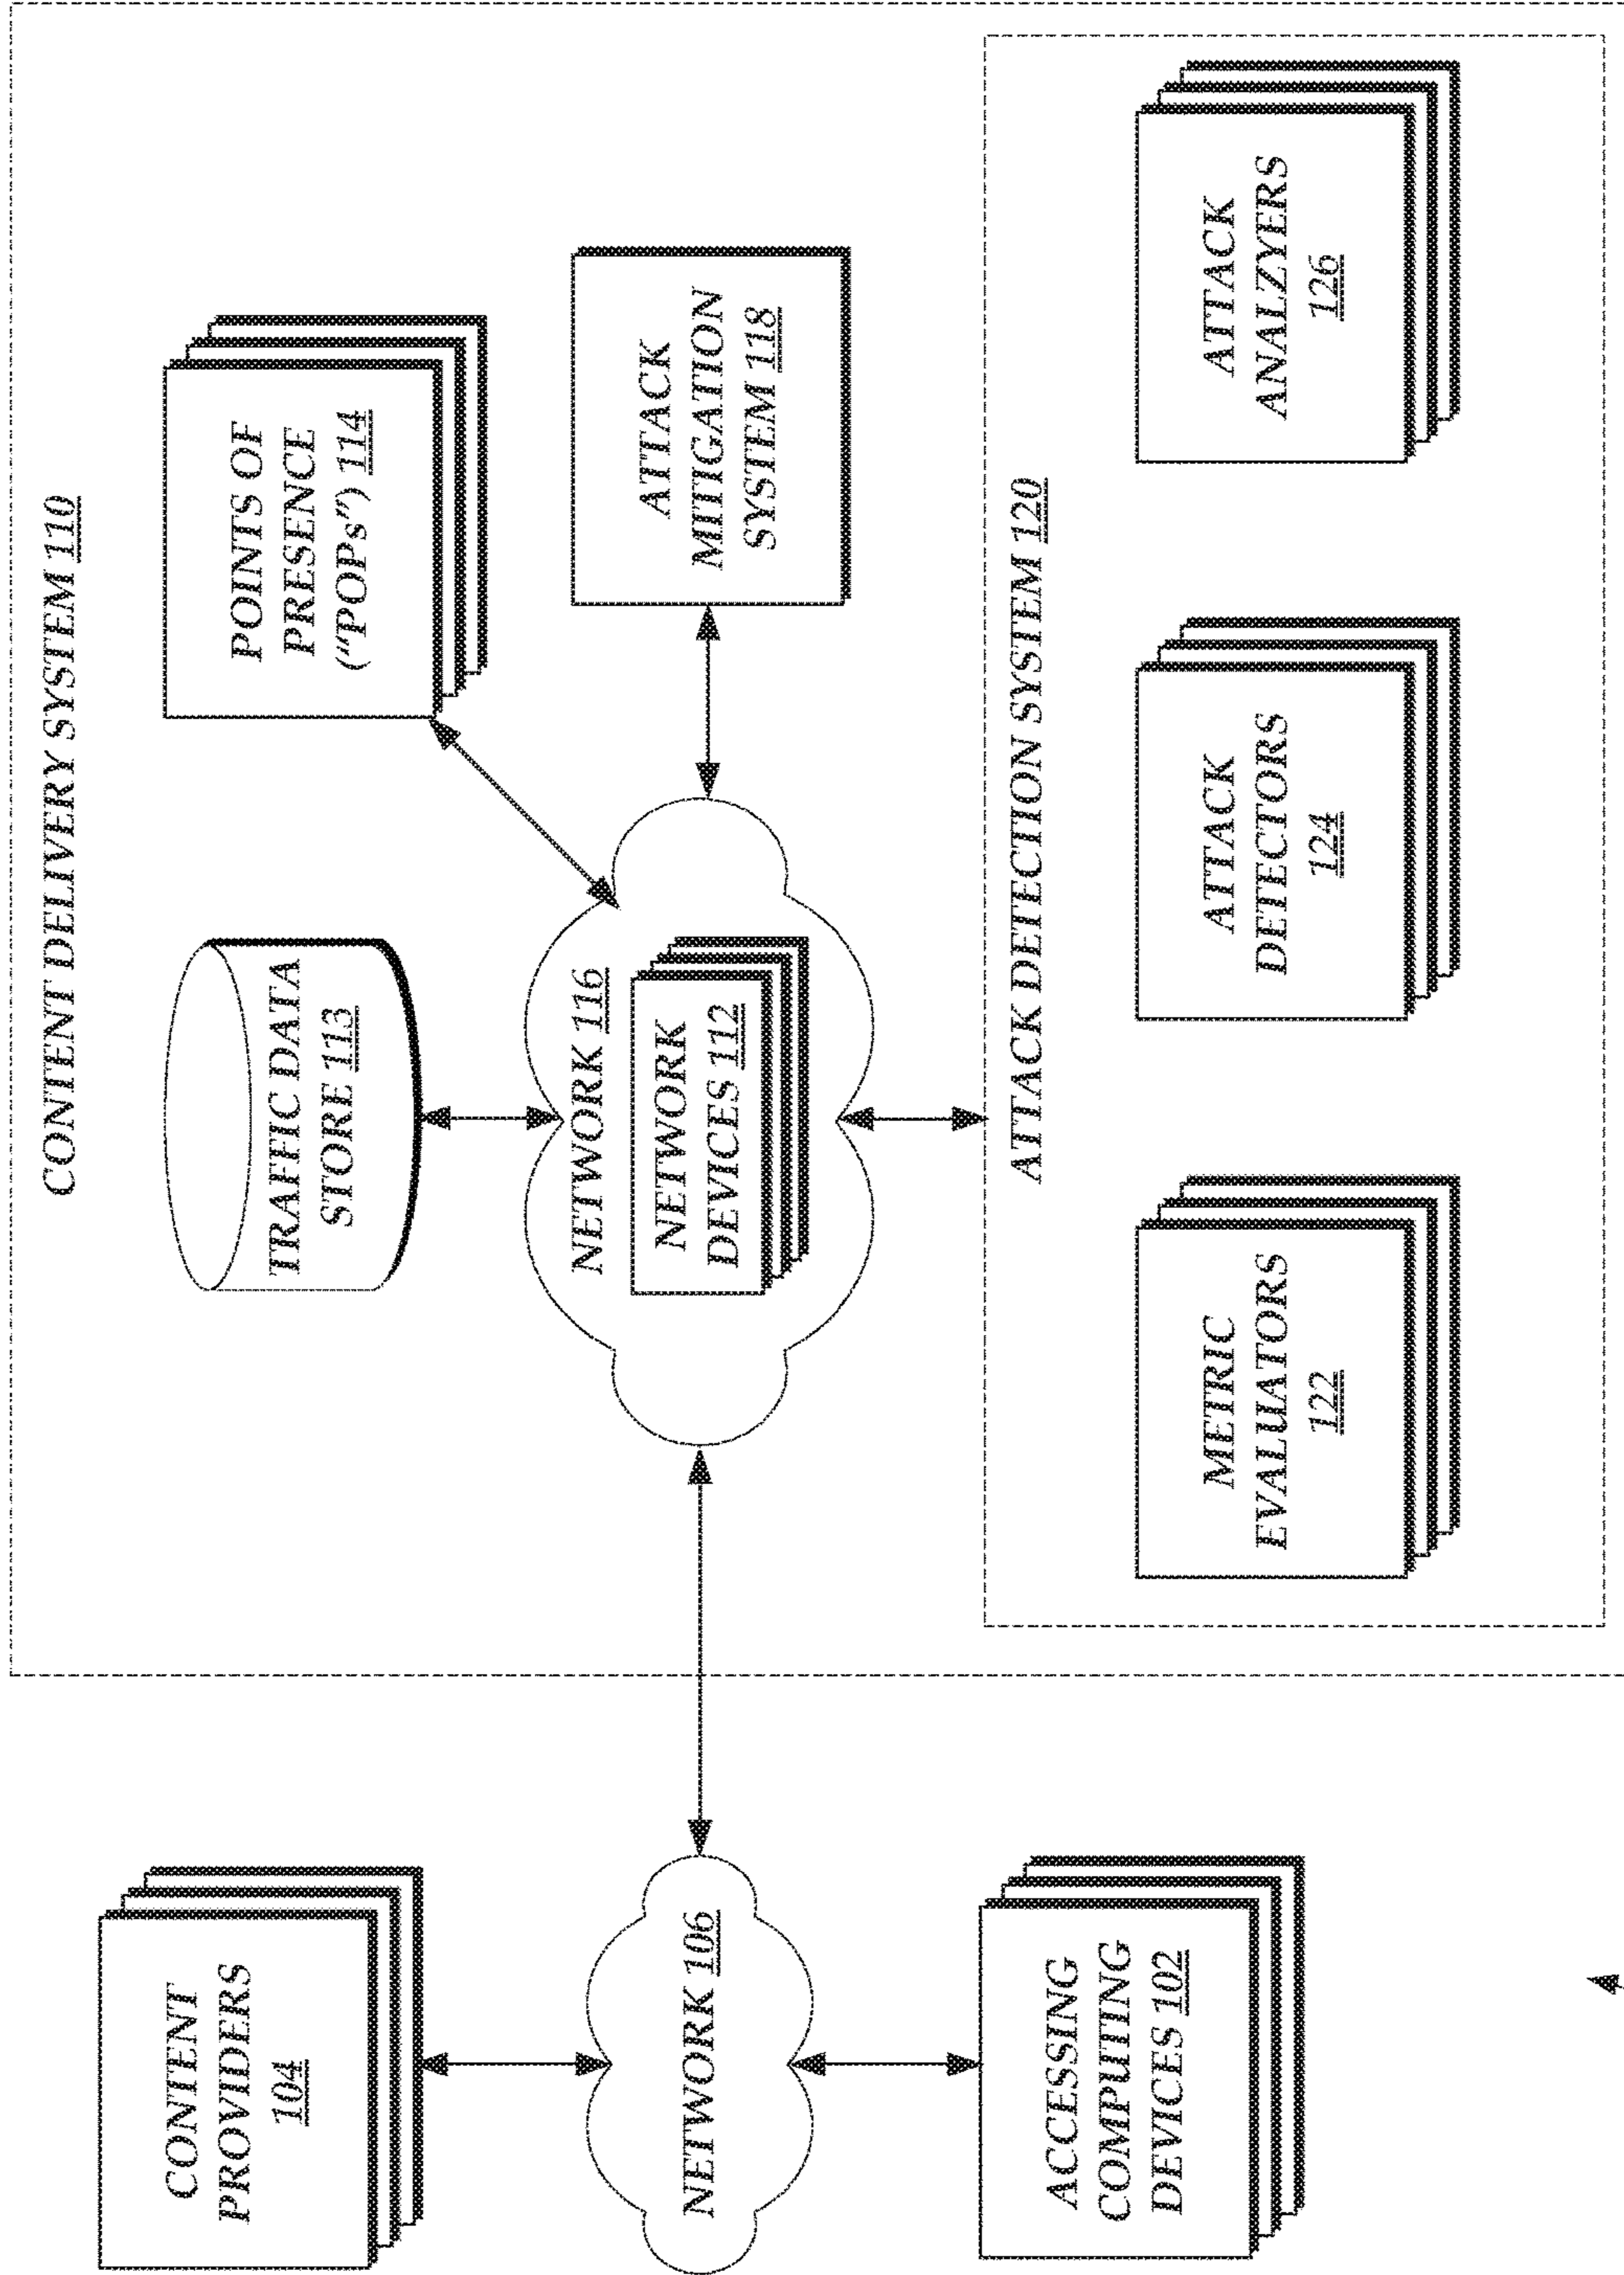 CONTENT
PROVIDERS
104
NETWORK 106
ACCESSING
COMPUTING
DEVICES 102
CONTENT DELIVERY SYSTEM 110
TRAFFIC DATA
STORE 113
POINTS OF
PRESENCE
("POPs") 114
NETWORK 116
NETWORK
DEVICES 112
ATTACK
MITIGATION
SYSTEM 118
ATTACK DETECTION SYSTEM 120
METRIC
EVALUATORS
122
ATTACK
DETECTORS
124
ATTACK
ANALZYERS
126